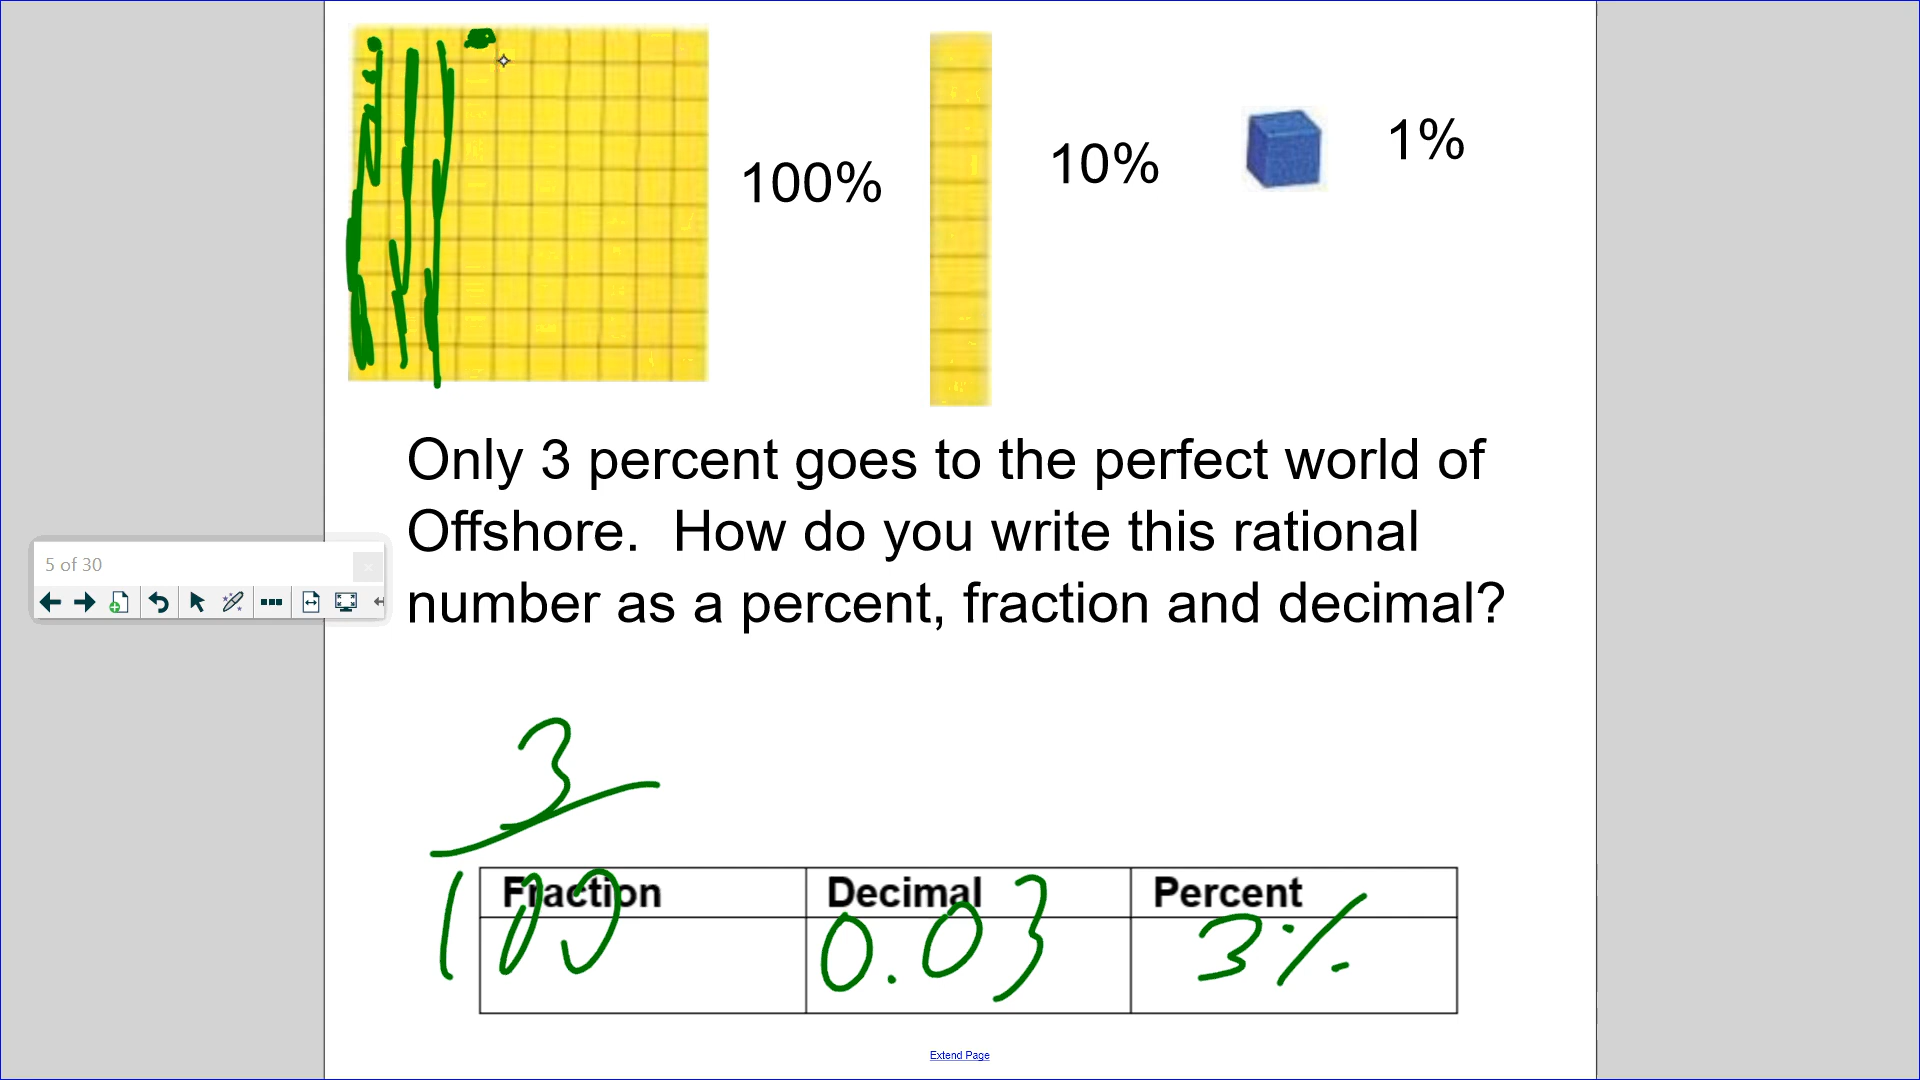 100%
10%
1%
Only 3 percent goes to the perfect world of
Offshore. How do you write this rational
number as a percent, fraction and decimal?
5 of 30
3
100
Fraction Decimal Percent
0.03 3%
Extend Page